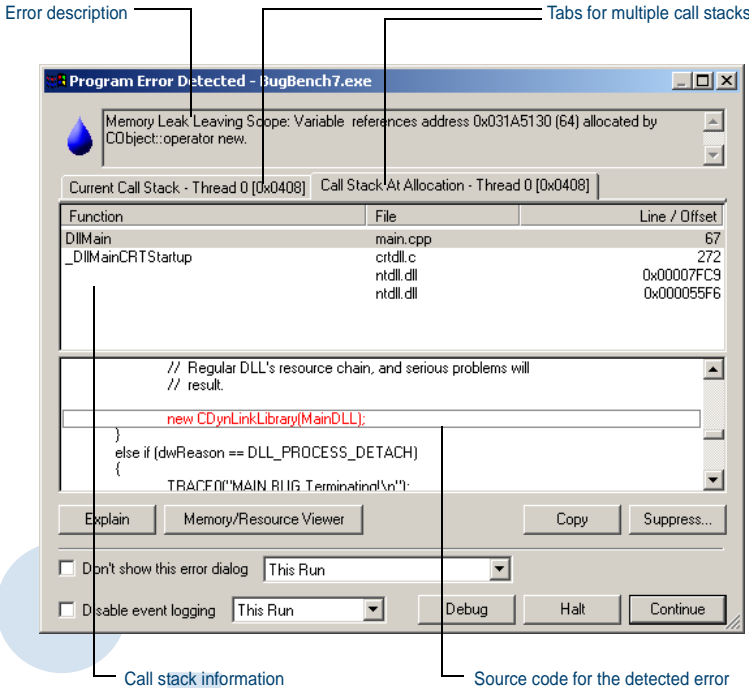 Error description
Tabs for multiple call stacks
Program Error Detected - BugBench7.exe
Memory Leak Leaving Scope: Variable references address 0x031A5130 (64) allocated by
CObject::operator new.
Current Call Stack - Thread 0 [0x0408]
Call Stack At Allocation - Thread 0 [0x0408]
Function File Line / Offset
DllMain main.cpp 67
_DllMainCRTStartup crtdll.c 272
ntdll.dll 0x00007FC9
ntdll.dll 0x000055F6
// Regular DLL's resource chain, and serious problems will
// result.
new CDynLinkLibrary(MainDLL);
}
else if (dwReason == DLL_PROCESS_DETACH)
{
TRACE0("MAIN.BUG Terminating!\n");
Explain Memory/Resource Viewer Copy Suppress...
Don't show this error dialog This Run
Disable event logging This Run Debug Halt Continue
Call stack information
Source code for the detected error